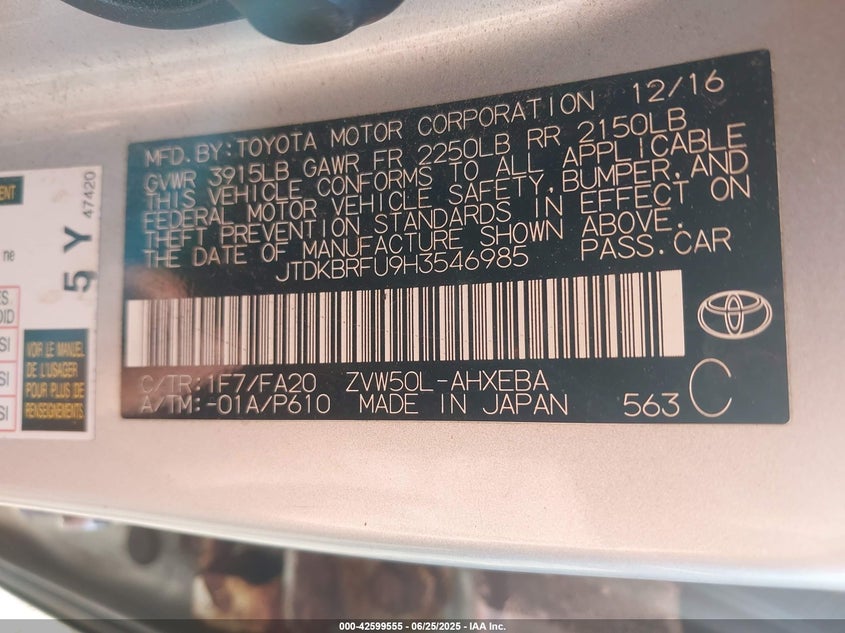 MFD.BY:TOYOTA MOTOR CORPORATION 12/16
GVWR 3915LB GAWR FR 2250LB RR 2150LB
THIS VEHICLE CONFORMS TO ALL APPLICABLE
FEDERAL MOTOR VEHICLE SAFETY,BUMPER,AND
THEFT PREVENTION STANDARDS IN EFFECT ON
THE DATE OF MANUFACTURE SHOWN ABOVE.
JTDKBRFU9H3546985 PASS.CAR
C/TR:1F7/FA20 ZVW50L-AHXEBA
A/TM:-01A/P610 MADE IN JAPAN 563 C
5 Y 47420
ne
VOIR LE MANUEL
DE L'USAGER
POUR PLUS DE
RENSEIGNEMENTS
000-42599555 - 06/25/2025 - IAA Inc.